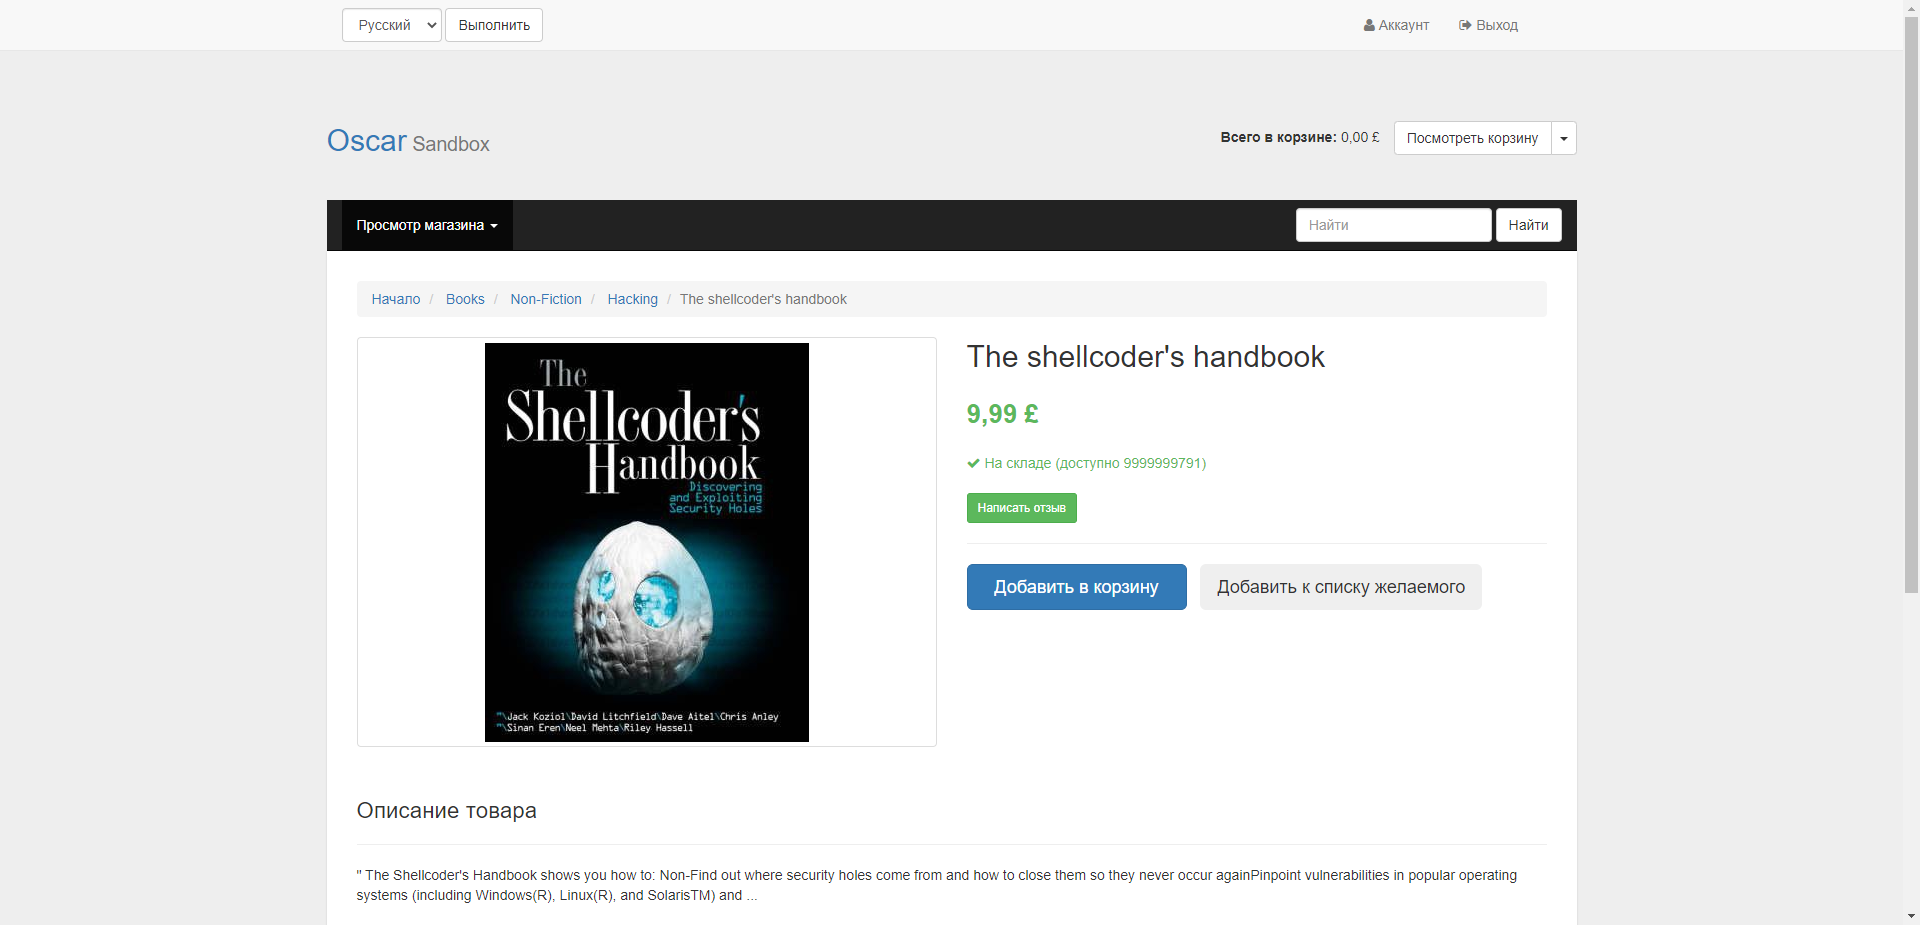 Русский Выполнить Аккаунт Выход
Oscar Sandbox
Всего в корзине: 0,00 £ Посмотреть корзину
Просмотр магазина Найти Найти
Начало / Books / Non-Fiction / Hacking / The shellcoder's handbook
The
Shellcoder's
Handbook
Discovering
and Exploiting
Security Holes
"\Jack Koziol\David Litchfield\Dave Aitel\Chris Anley
"\Sinan Eren\Neel Mehta\Riley Hassell
The shellcoder's handbook
9,99 £
На складе (доступно 9999999791)
Написать отзыв
Добавить в корзину Добавить к списку желаемого
Описание товара
" The Shellcoder's Handbook shows you how to: Non-Find out where security holes come from and how to close them so they never occur againPinpoint vulnerabilities in popular operating
systems (including Windows(R), Linux(R), and SolarisTM) and ...